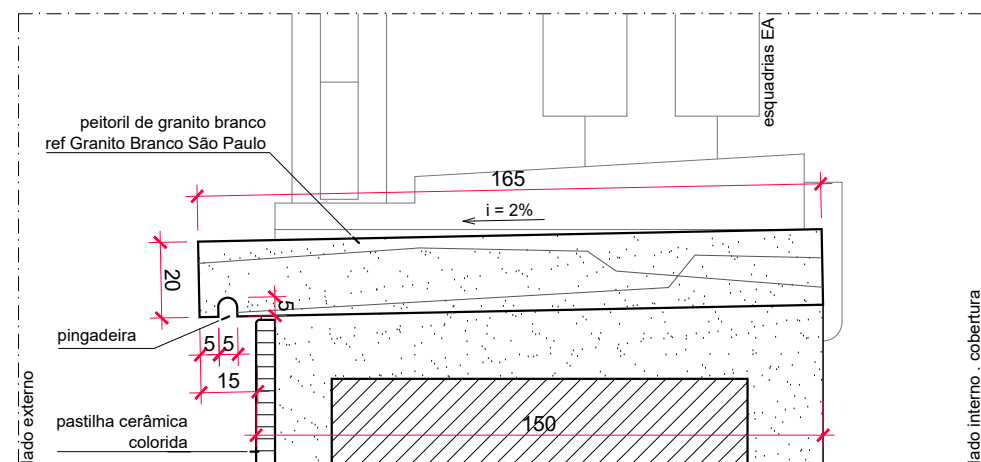 esquadrias EA
peitoril de granito branco
ref Granito Branco São Paulo
165
i = 2%
20
5
pingadeira
5
5
15
pastilha cerâmica
colorida
150
lado externo
lado interno . cobertura